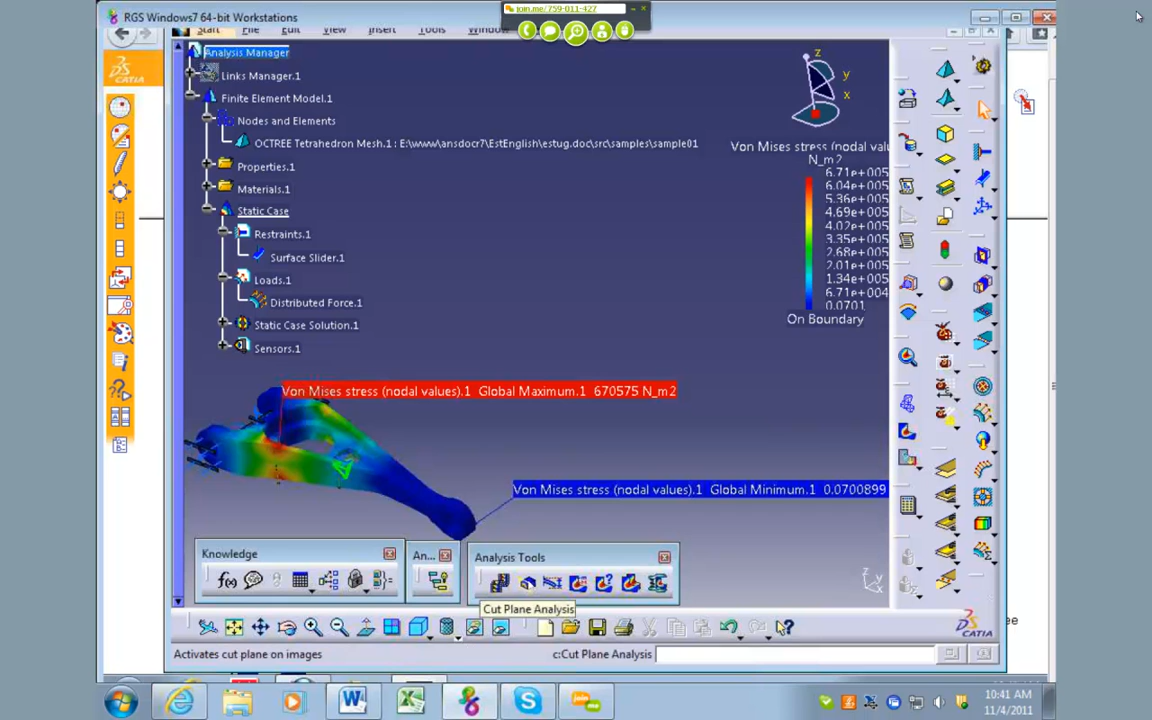 RGS Windows7 64-bit Workstations
join.me/759-011-427
Start
File
Edit
View
Insert
Tools
Window
Analysis Manager
Links Manager.1
Finite Element Model.1
Nodes and Elements
OCTREE Tetrahedron Mesh.1 : E:\www\ansdocr7\EstEnglish\estug.doc\src\samples\sample01
Properties.1
Materials.1
Static Case
Restraints.1
Surface Slider.1
Loads.1
Distributed Force.1
Static Case Solution.1
Sensors.1
CATIA
z
y
x
Von Mises stress (nodal valu
N_m2
6.71e+005
6.04e+005
5.36e+005
4.69e+005
4.02e+005
3.35e+005
2.68e+005
2.01e+005
1.34e+005
6.71e+004
0.0701
On Boundary
Von Mises stress (nodal values).1 Global Maximum.1 670575 N_m2
Von Mises stress (nodal values).1 Global Minimum.1 0.0700899
Knowledge
An...
Analysis Tools
f(x)
Cut Plane Analysis
z
y
x
CATIA
Activates cut plane on images
c:Cut Plane Analysis
10:41 AM
11/4/2011